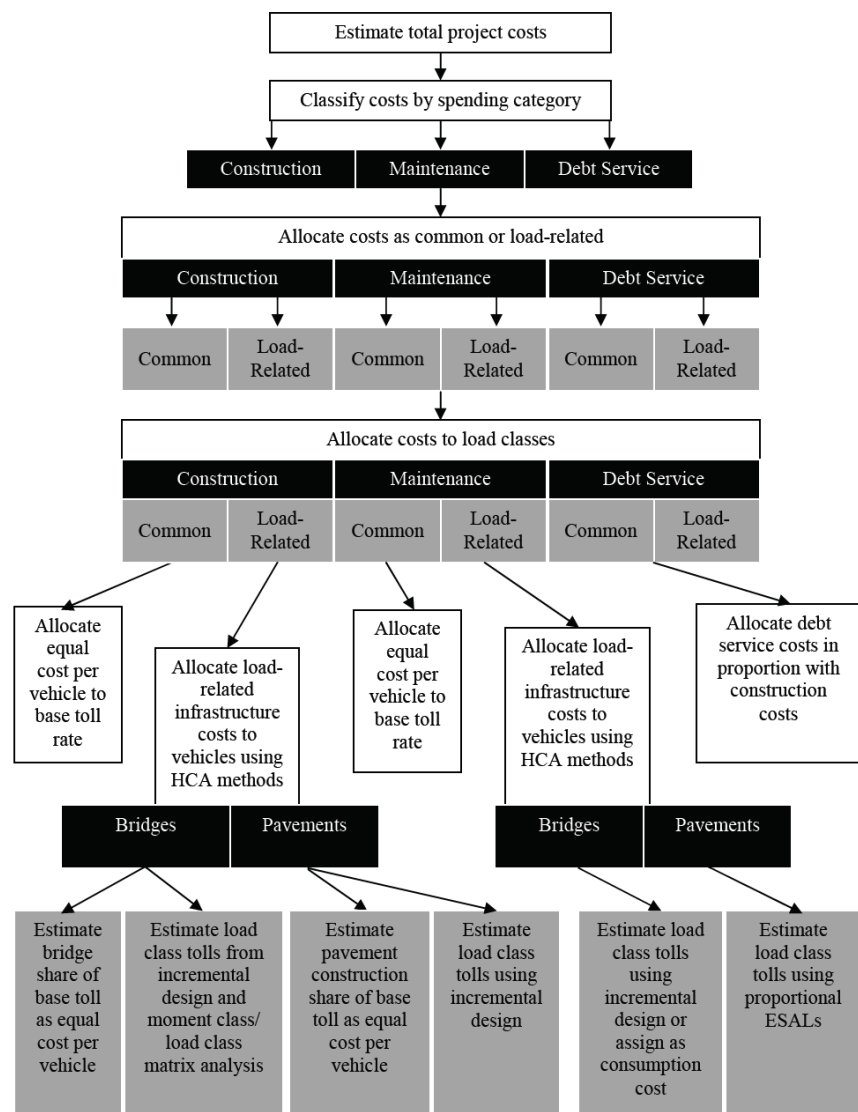 Estimate total project costs
Classify costs by spending category
Construction
Maintenance
Debt Service
Allocate costs as common or load-related
Construction
Maintenance
Debt Service
Common
Load-
Related
Common
Load-
Related
Common
Load-
Related
Allocate costs to load classes
Construction
Maintenance
Debt Service
Common
Load-
Related
Common
Load-
Related
Common
Load-
Related
Allocate
equal
cost per
vehicle to
base toll
rate
Allocate load-
related
infrastructure
costs to
vehicles using
HCA methods
Allocate
equal
cost per
vehicle to
base toll
rate
Allocate load-
related
infrastructure
costs to
vehicles using
HCA methods
Allocate debt
service costs in
proportion with
construction
costs
Bridges
Pavements
Bridges
Pavements
Estimate
bridge
share of
base toll
as equal
cost per
vehicle
Estimate load
class tolls from
incremental
design and
moment class/
load class
matrix analysis
Estimate
pavement
construction
share of base
toll as equal
cost per
vehicle
Estimate
load class
tolls using
incremental
design
Estimate load
class tolls
using
incremental
design or
assign as
consumption
cost
Estimate
load class
tolls using
proportional
ESALs